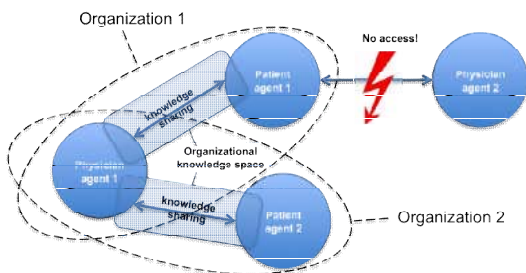 Organization 1
No access!
Patient
agent 1
Physician
agent 2
knowledge
sharing
Physician
agent 1
Organizational
knowledge space
knowledge
sharing
Patient
agent 2
Organization 2